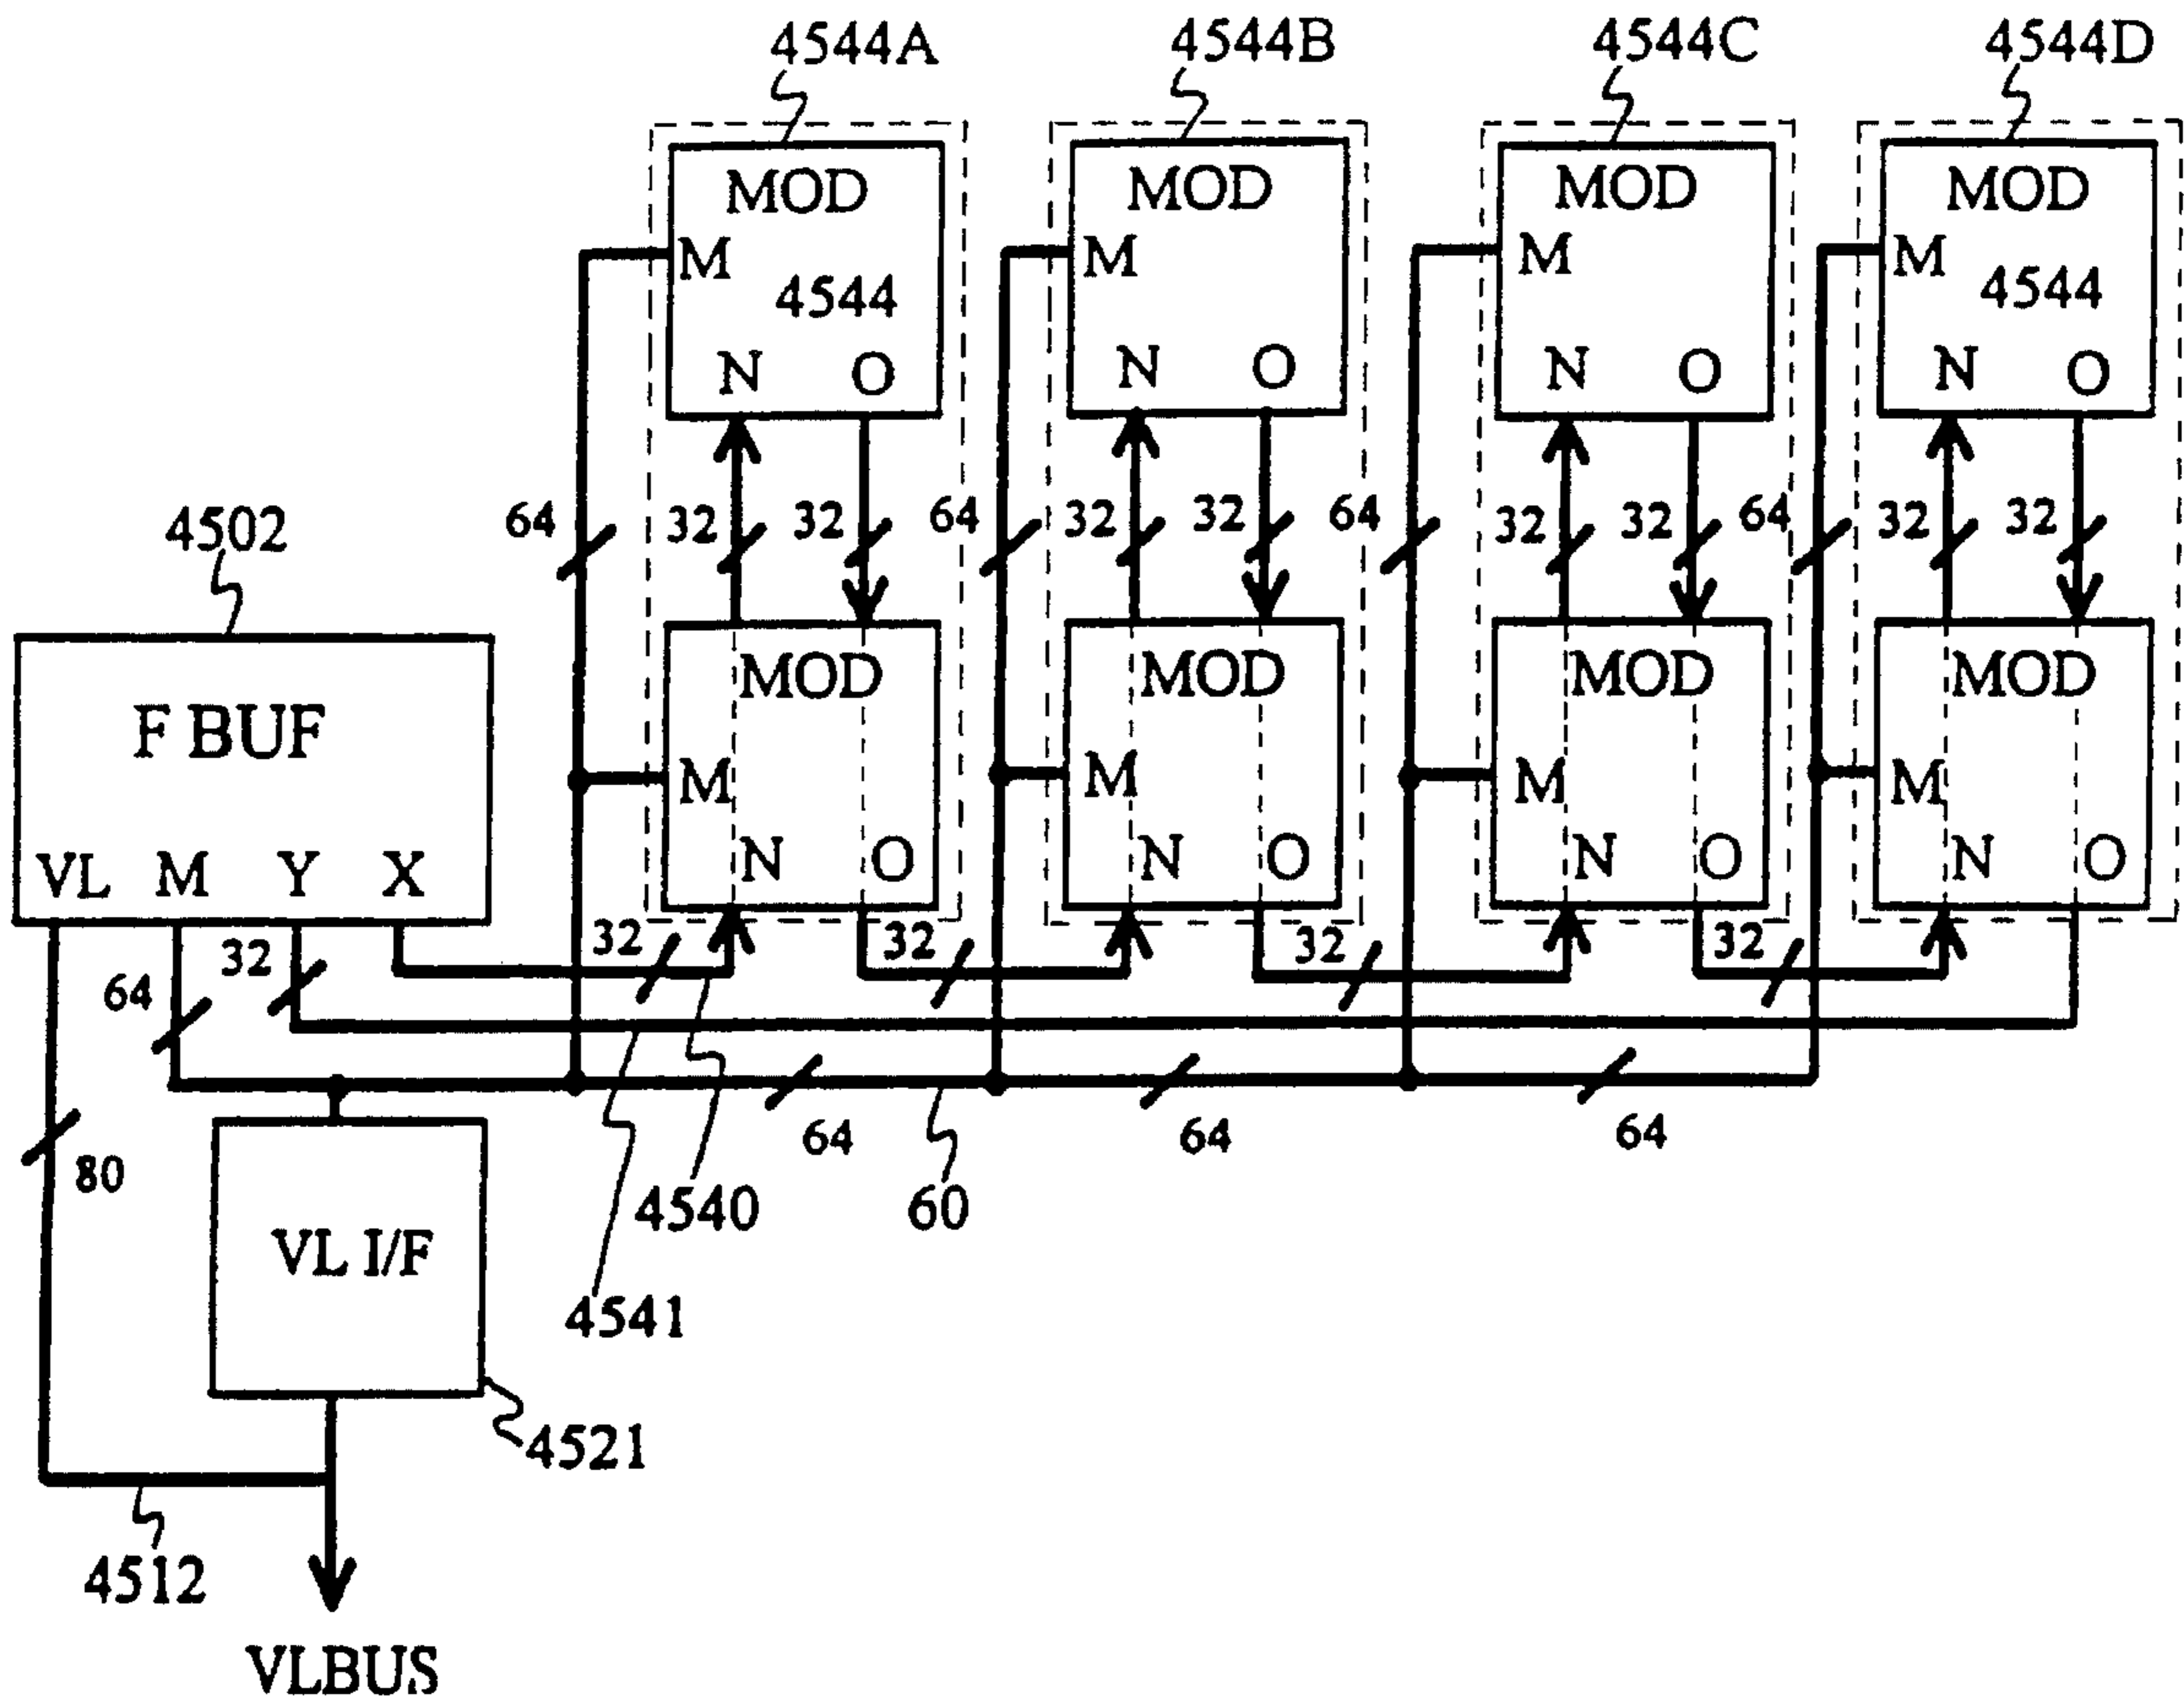 4544A 4544B 4544C 4544D
MOD MOD MOD MOD
M M M M
4544 4544
N O N O N O N O
4502 64 32 32 64 32 32 64 32 32 64 32 32
MOD MOD MOD MOD
F BUF
M M M M
VL M Y X N O N O N O N O
32 32 32 32 32
64
64 64 64
80
4540 60
VL I/F
4541
4521
4512
VLBUS